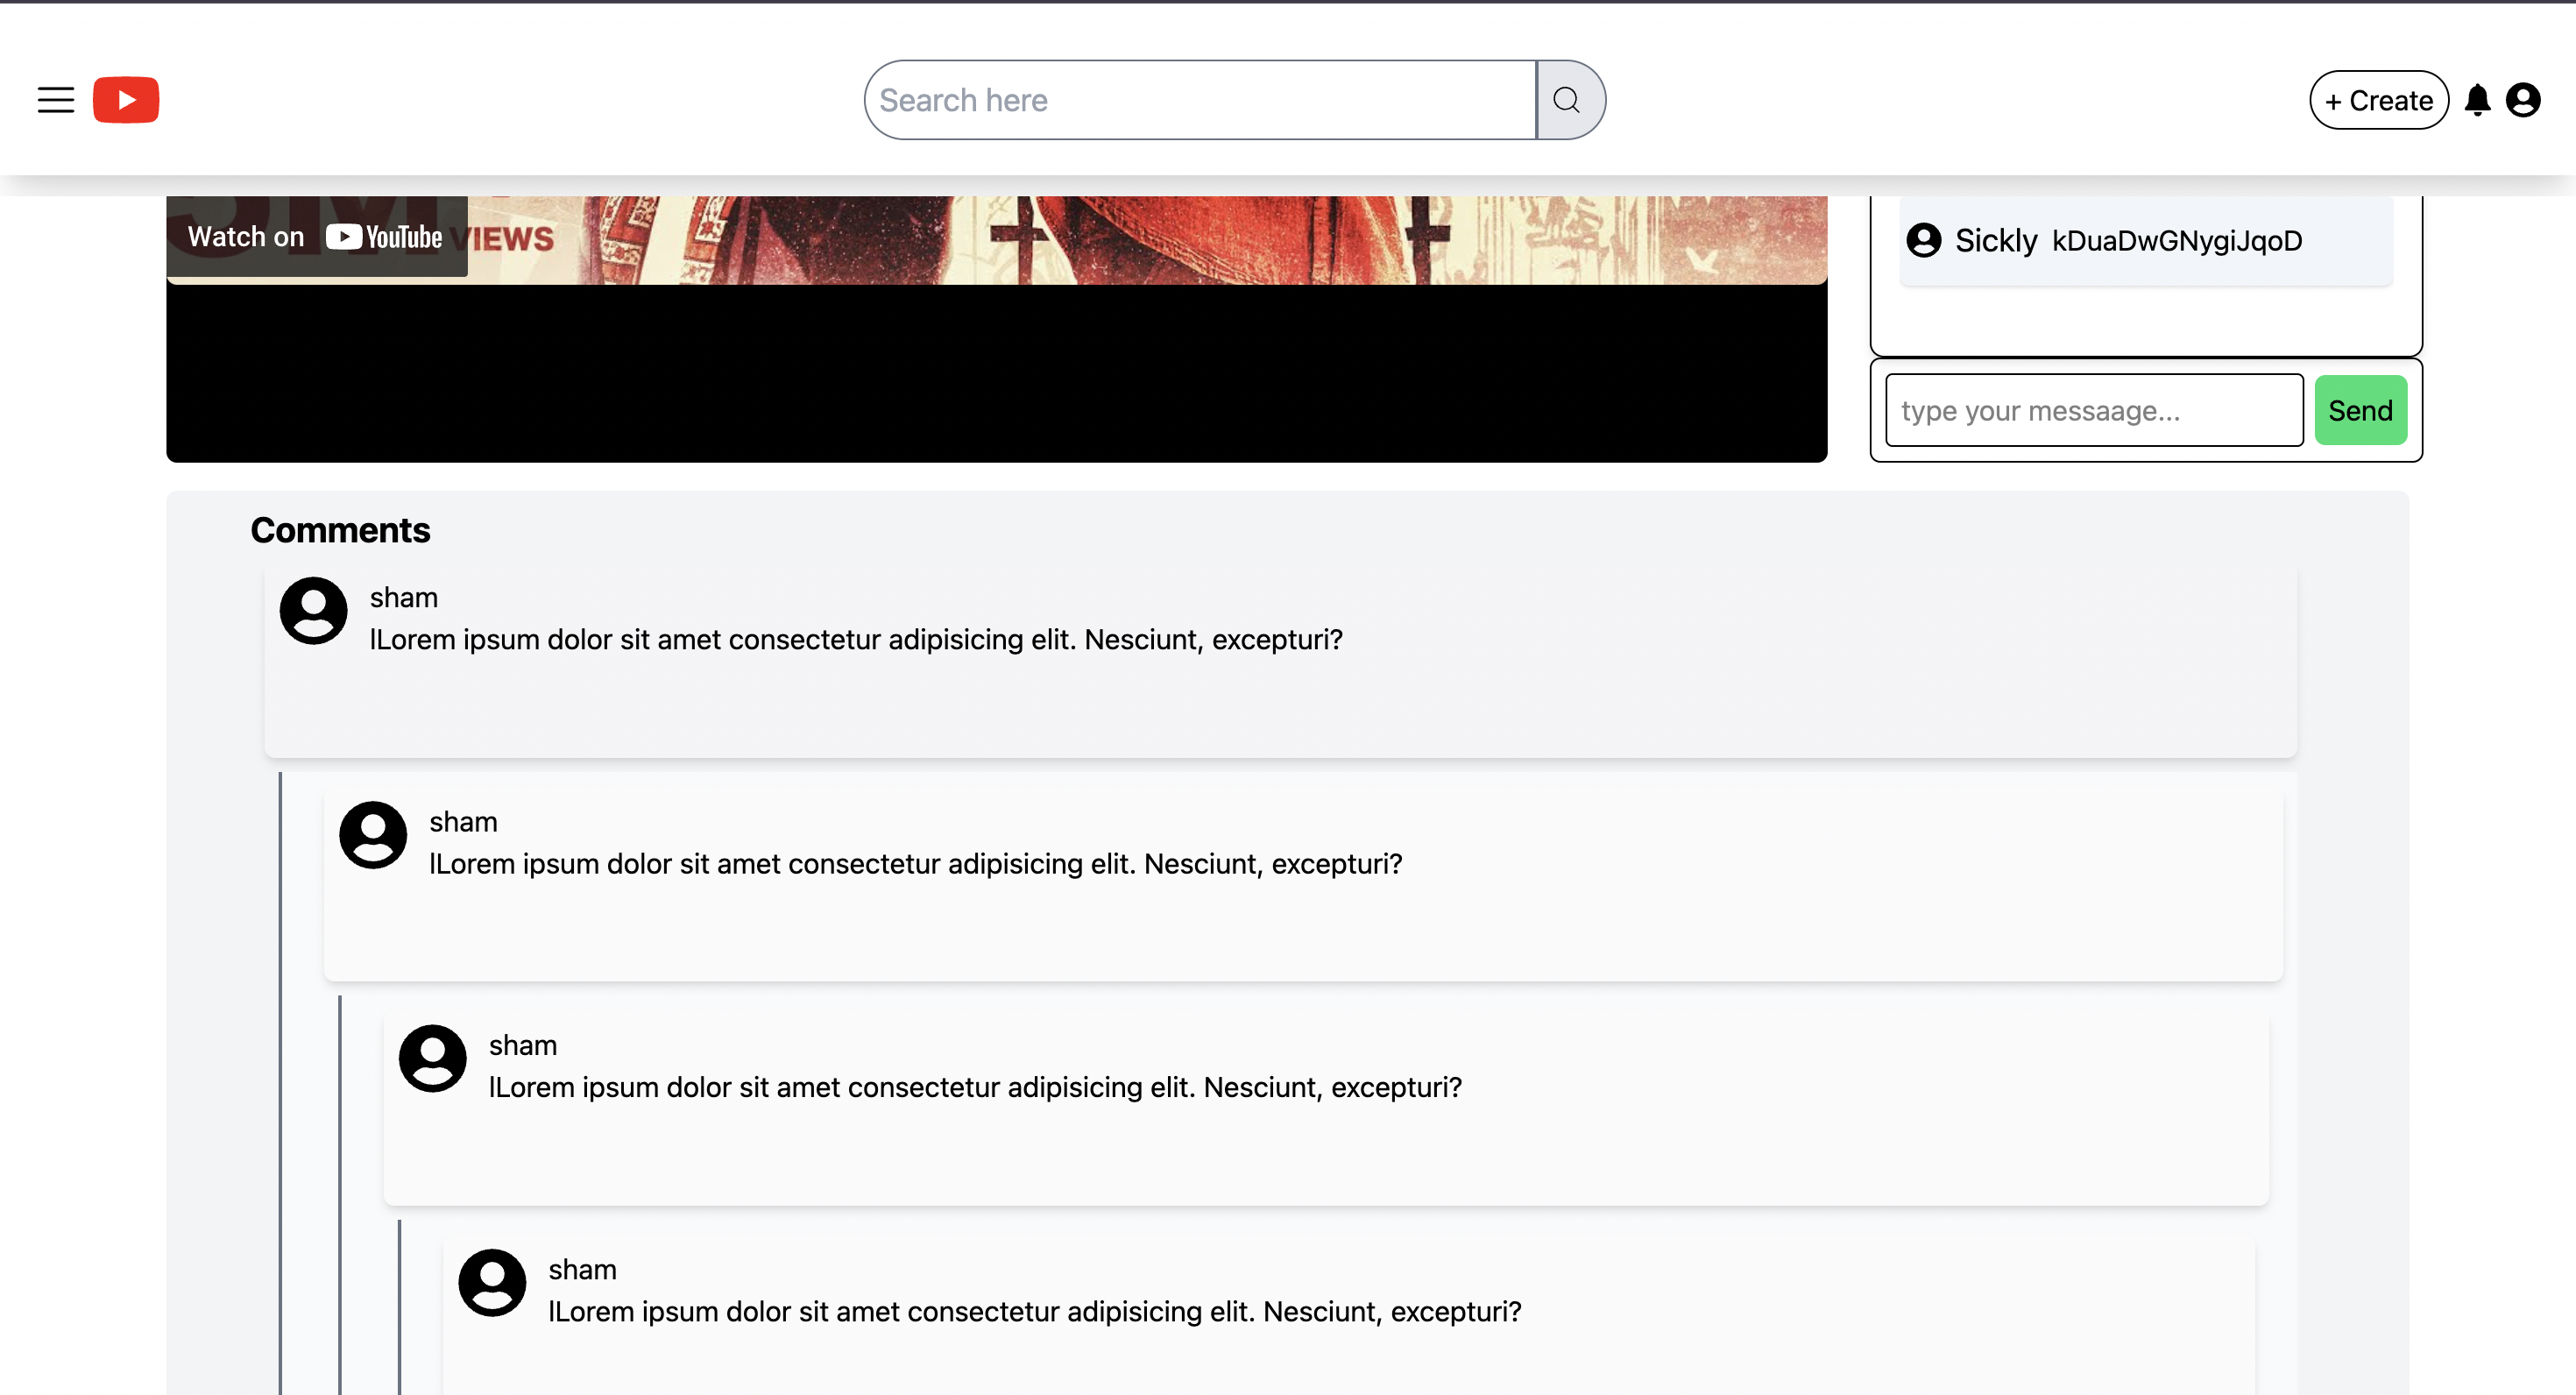 Search here
+ Create
5M VIEWS
Watch on YouTube
Sickly kDuaDwGNygiJqoD
type your messaage...
Send
Comments
sham
lLorem ipsum dolor sit amet consectetur adipisicing elit. Nesciunt, excepturi?
sham
lLorem ipsum dolor sit amet consectetur adipisicing elit. Nesciunt, excepturi?
sham
lLorem ipsum dolor sit amet consectetur adipisicing elit. Nesciunt, excepturi?
sham
lLorem ipsum dolor sit amet consectetur adipisicing elit. Nesciunt, excepturi?